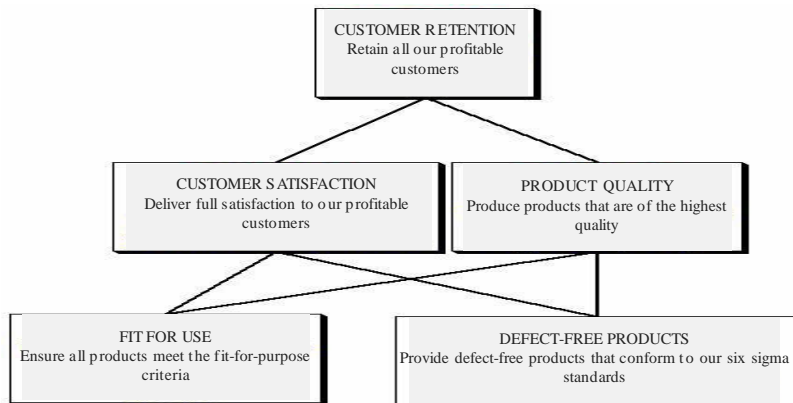 CUSTOMER RETENTION
Retain all our profitable
customers
CUSTOMER SATISFACTION
Deliver full satisfaction to our profitable
customers
PRODUCT QUALITY
Produce products that are of the highest
quality
FIT FOR USE
Ensure all products meet the fit-for-purpose
criteria
DEFECT-FREE PRODUCTS
Provide defect-free products that conform to our six sigma
standards